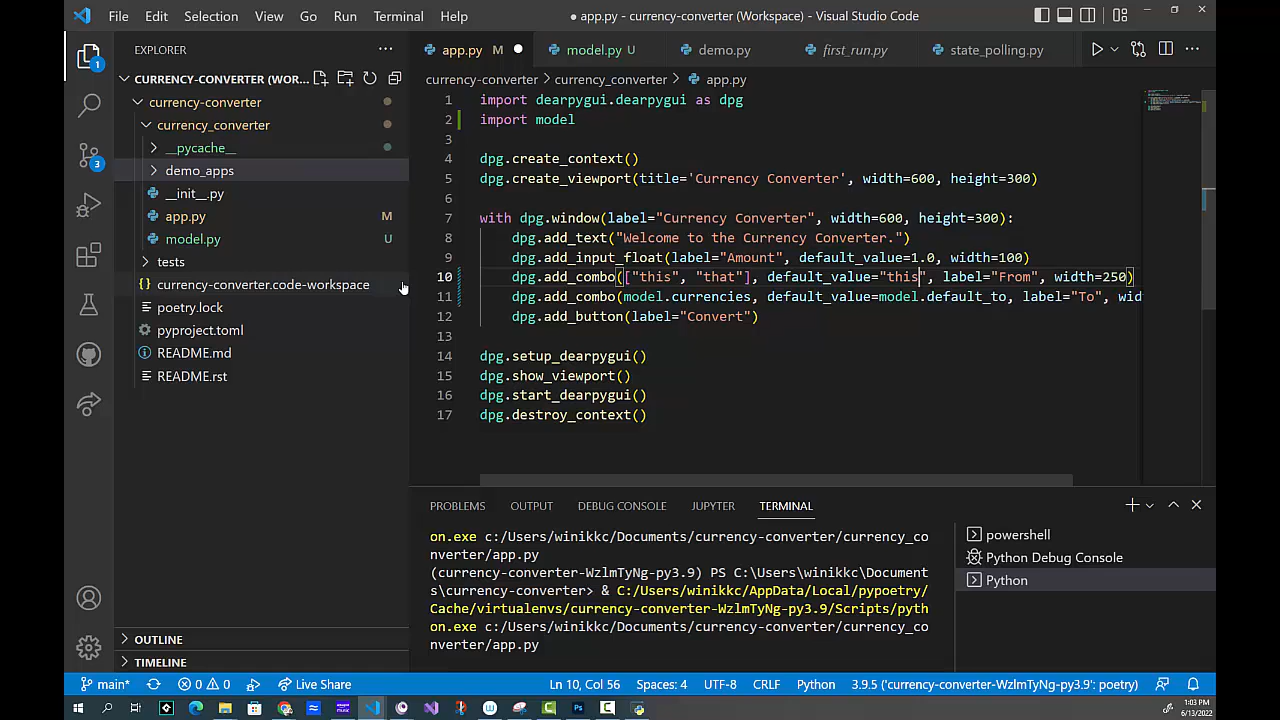 File Edit Selection View Go Run Terminal Help ● app.py - currency-converter (Workspace) - Visual Studio Code
EXPLORER
app.py M model.py U demo.py first_run.py state_polling.py
CURRENCY-CONVERTER (WOR...
currency-converter > currency_converter > app.py
currency-converter
currency_converter
__pycache__
demo_apps
__init__.py
app.py M
model.py U
tests
currency-converter.code-workspace
poetry.lock
pyproject.toml
README.md
README.rst
OUTLINE
TIMELINE
1
3
1 import dearpygui.dearpygui as dpg
2 import model
3
4 dpg.create_context()
5 dpg.create_viewport(title='Currency Converter', width=600, height=300)
6
7 with dpg.window(label="Currency Converter", width=600, height=300):
8 dpg.add_text("Welcome to the Currency Converter.")
9 dpg.add_input_float(label="Amount", default_value=1.0, width=100)
10 dpg.add_combo(["this", "that"], default_value="this", label="From", width=250)
11 dpg.add_combo(model.currencies, default_value=model.default_to, label="To", wid
12 dpg.add_button(label="Convert")
13
14 dpg.setup_dearpygui()
15 dpg.show_viewport()
16 dpg.start_dearpygui()
17 dpg.destroy_context()
PROBLEMS OUTPUT DEBUG CONSOLE JUPYTER TERMINAL
on.exe c:/Users/winikkc/Documents/currency-converter/currency_co
nverter/app.py
(currency-converter-WzlmTyNg-py3.9) PS C:\Users\winikkc\Document
s\currency-converter> & C:/Users/winikkc/AppData/Local/pypoetry/
Cache/virtualenvs/currency-converter-WzlmTyNg-py3.9/Scripts/pyth
on.exe c:/Users/winikkc/Documents/currency-converter/currency_co
nverter/app.py
powershell
Python Debug Console
Python
main* 0 0 Live Share Ln 10, Col 56 Spaces: 4 UTF-8 CRLF Python 3.9.5 ('currency-converter-WzlmTyNg-py3.9': poetry)
1:03 PM
6/13/2022